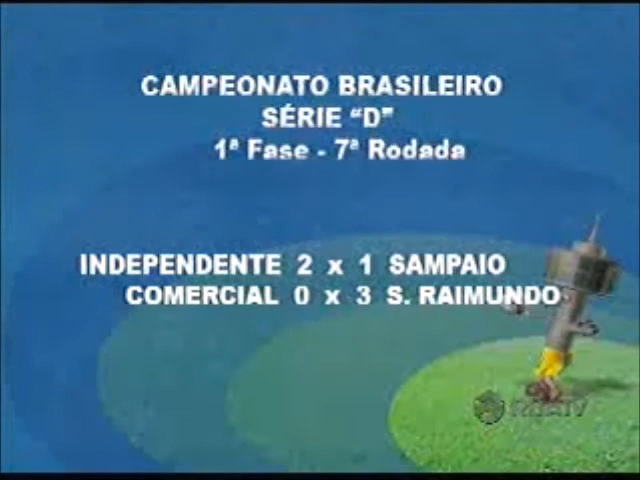 CAMPEONATO BRASILEIRO
SÉRIE “D”
1ª Fase - 7ª Rodada
INDEPENDENTE 2 x 1 SAMPAIO
COMERCIAL 0 x 3 S. RAIMUNDO